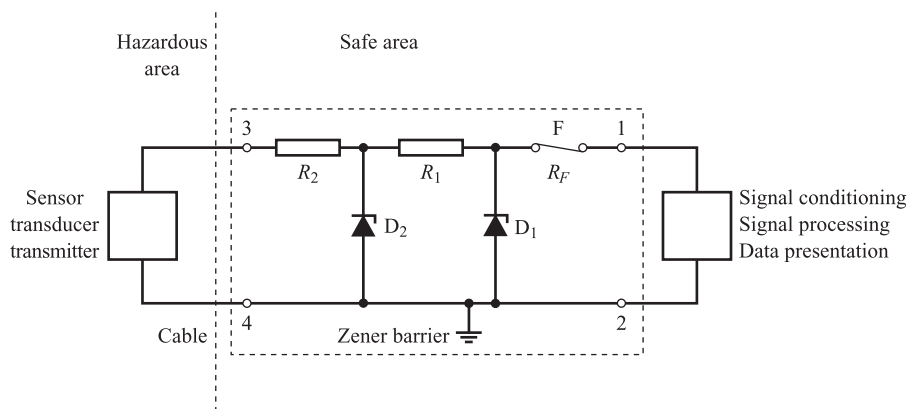 Hazardous
area
Safe area
3
F
1
R2
R1
RF
Sensor
transducer
transmitter
D2
D1
Signal conditioning
Signal processing
Data presentation
Cable
4
Zener barrier
2